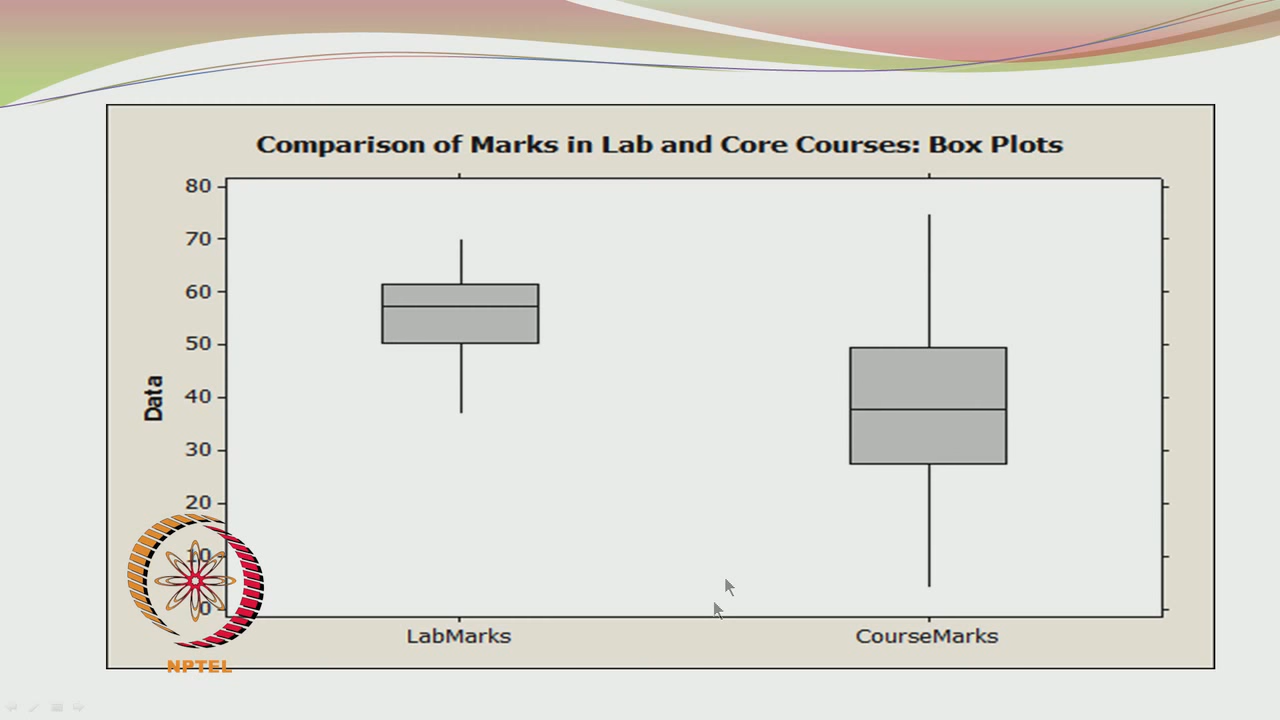 Comparison of Marks in Lab and Core Courses: Box Plots
80
70
60
50
40
30
20
10
0
Data
LabMarks
CourseMarks
NPTEL